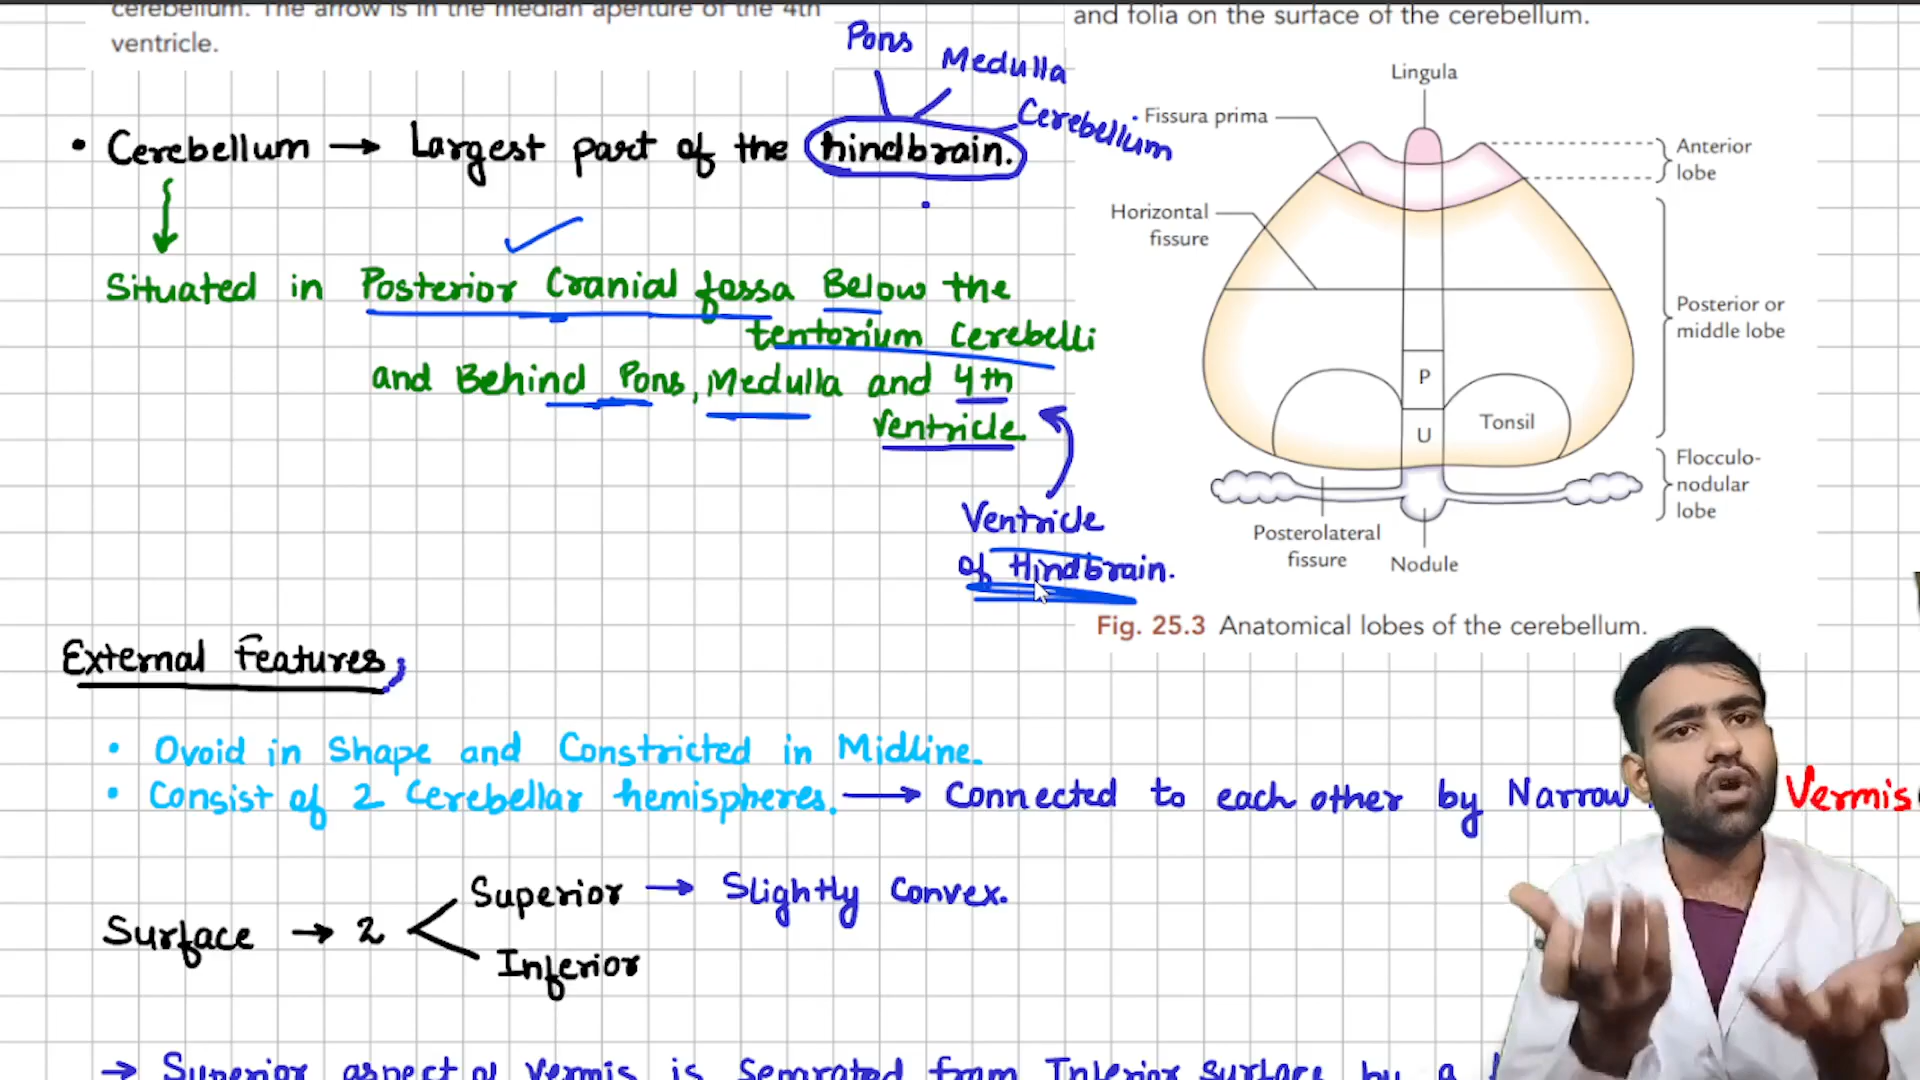 cerebellum. The arrow is in the median aperture of the 4th
ventricle.
and folia on the surface of the cerebellum.
Pons
Medulla
Cerebellum
• Cerebellum → Largest part of the hindbrain.
Situated in Posterior Cranial fossa Below the
tentorium Cerebelli
and Behind Pons, Medulla and 4th
Ventricle.
Ventricle
of Hindbrain.
Lingula
Fissura prima
Anterior
lobe
Horizontal
fissure
Posterior or
middle lobe
P
U
Tonsil
Flocculo-
nodular
lobe
Posterolateral
fissure
Nodule
Fig. 25.3 Anatomical lobes of the cerebellum.
External Features
• Ovoid in Shape and Constricted in Midline.
• Consist of 2 Cerebellar hemispheres. → Connected to each other by Narrow Vermis
Surface → 2
Superior → Slightly Convex.
Inferior
→ Superior aspect of Vermis is Separated from Inferior Surface by a